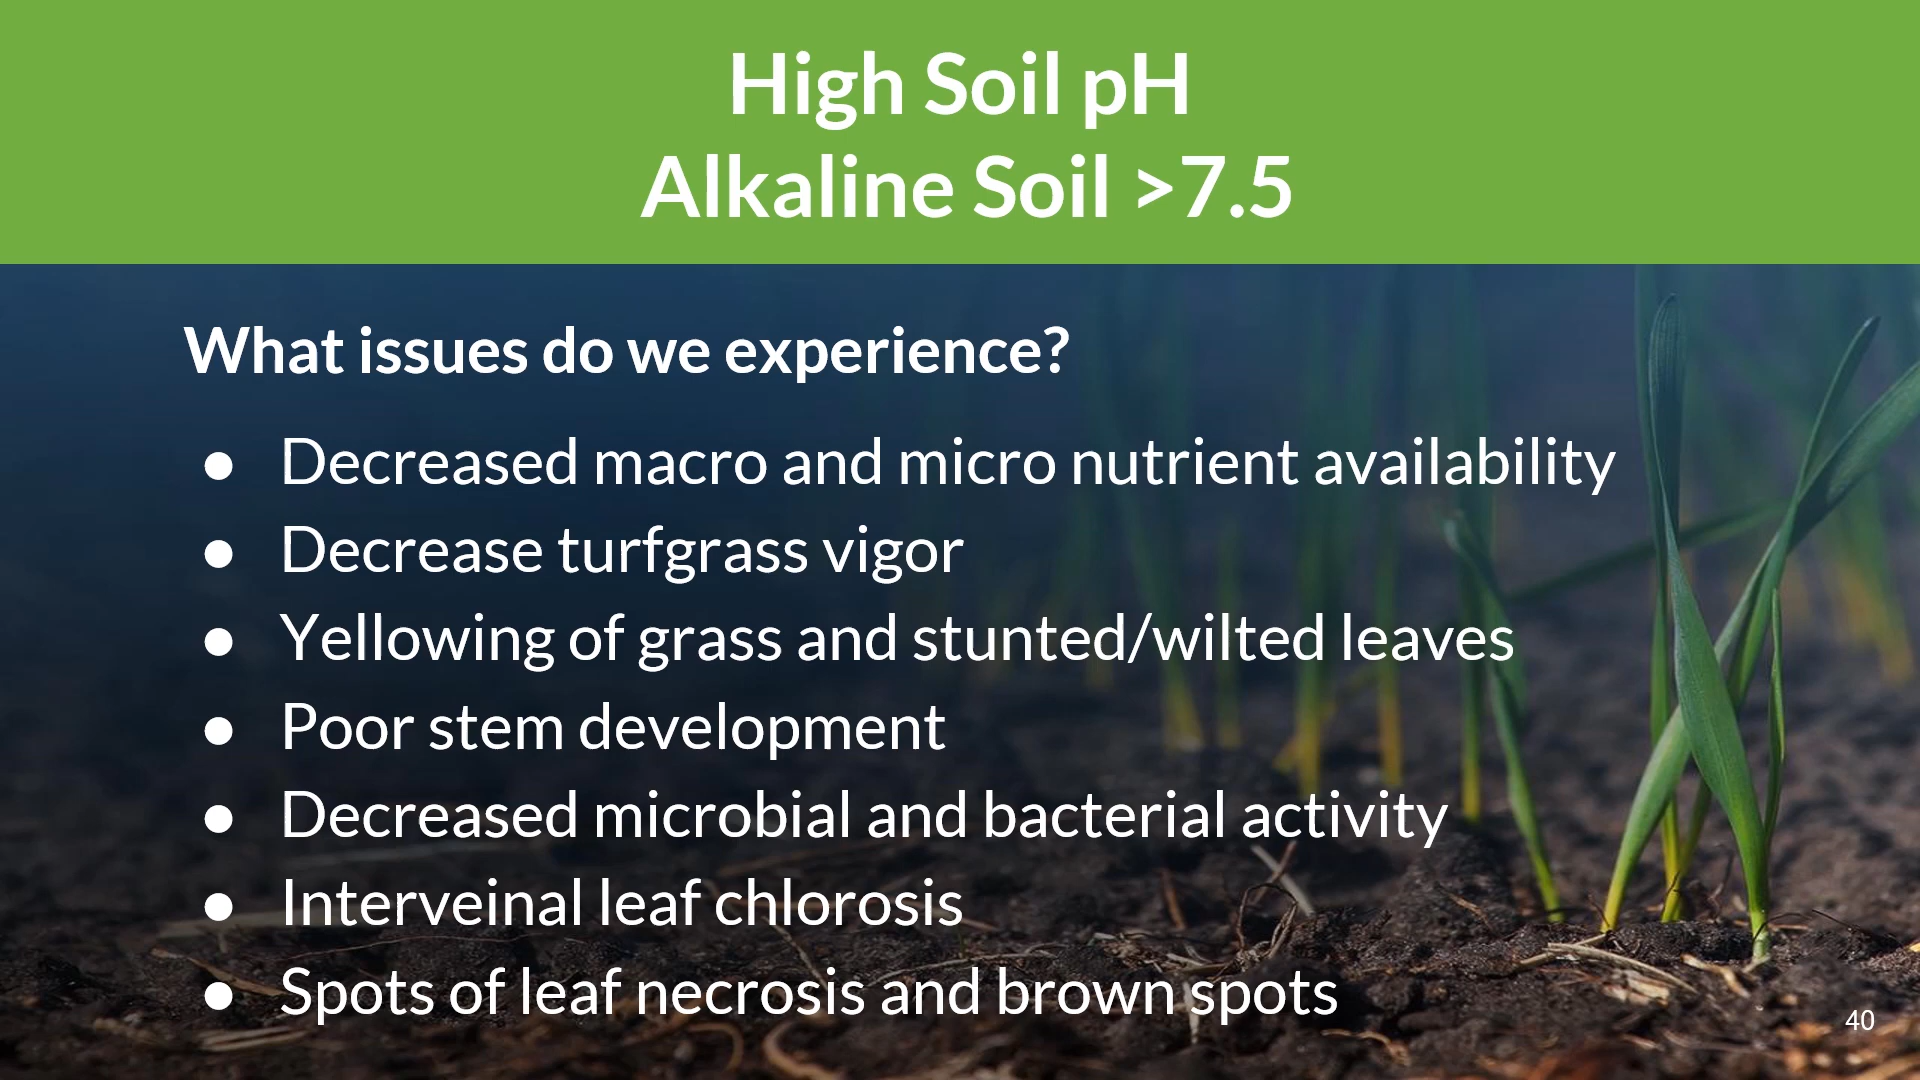 High Soil pH
Alkaline Soil >7.5
What issues do we experience?
● Decreased macro and micro nutrient availability
● Decrease turfgrass vigor
● Yellowing of grass and stunted/wilted leaves
● Poor stem development
● Decreased microbial and bacterial activity
● Interveinal leaf chlorosis
● Spots of leaf necrosis and brown spots
40